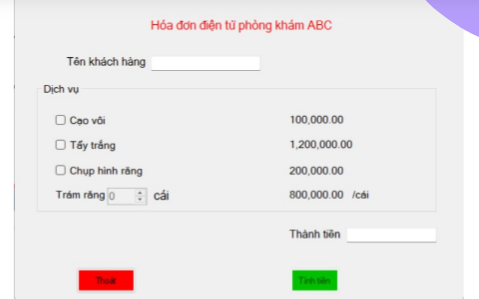 Hóa đơn điện tử phòng khám ABC
Tên khách hàng
Dịch vụ
Cạo vôi 100,000.00
Tẩy trắng 1,200,000.00
Chụp hình răng 200,000.00
Trám răng 0 cái 800,000.00 /cái
Thành tiền
Thoát Tính tiền